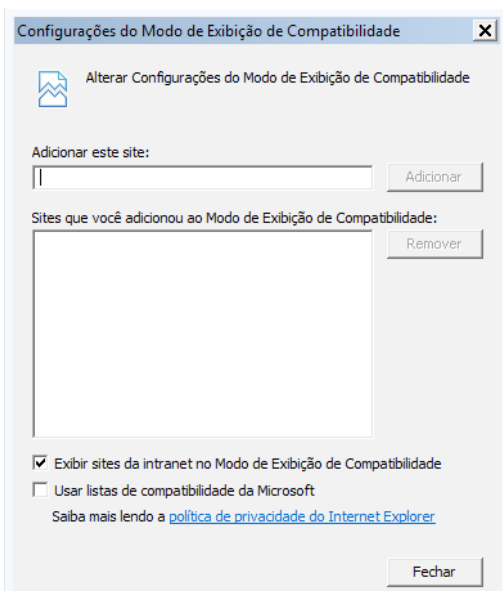 Configurações do Modo de Exibição de Compatibilidade
Alterar Configurações do Modo de Exibição de Compatibilidade
Adicionar este site:
Adicionar
Sites que você adicionou ao Modo de Exibição de Compatibilidade:
Remover
Exibir sites da intranet no Modo de Exibição de Compatibilidade
Usar listas de compatibilidade da Microsoft
Saiba mais lendo a política de privacidade do Internet Explorer
Fechar